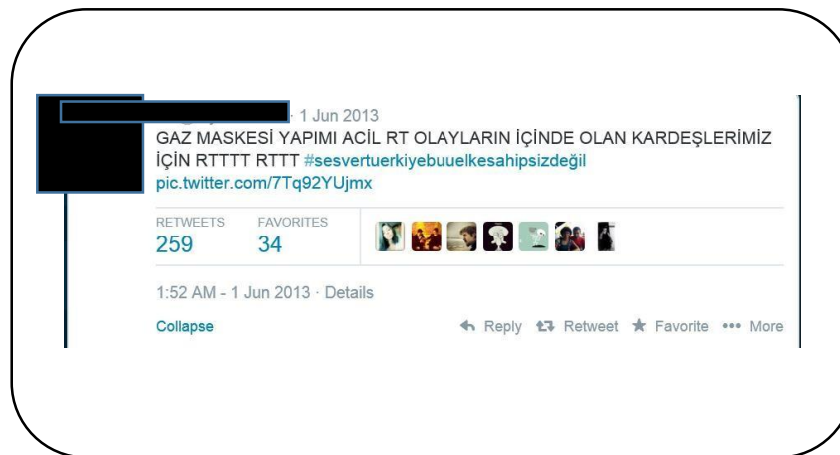 · 1 Jun 2013
GAZ MASKESİ YAPIMI ACİL RT OLAYLARIN İÇİNDE OLAN KARDEŞLERİMİZ
İÇİN RTTTT RTTT #sesvertuerkiyebuuelkesahipsizdeğil
pic.twitter.com/7Tq92YUjmx
RETWEETS FAVORITES
259 34
1:52 AM - 1 Jun 2013 · Details
Collapse Reply Retweet Favorite More